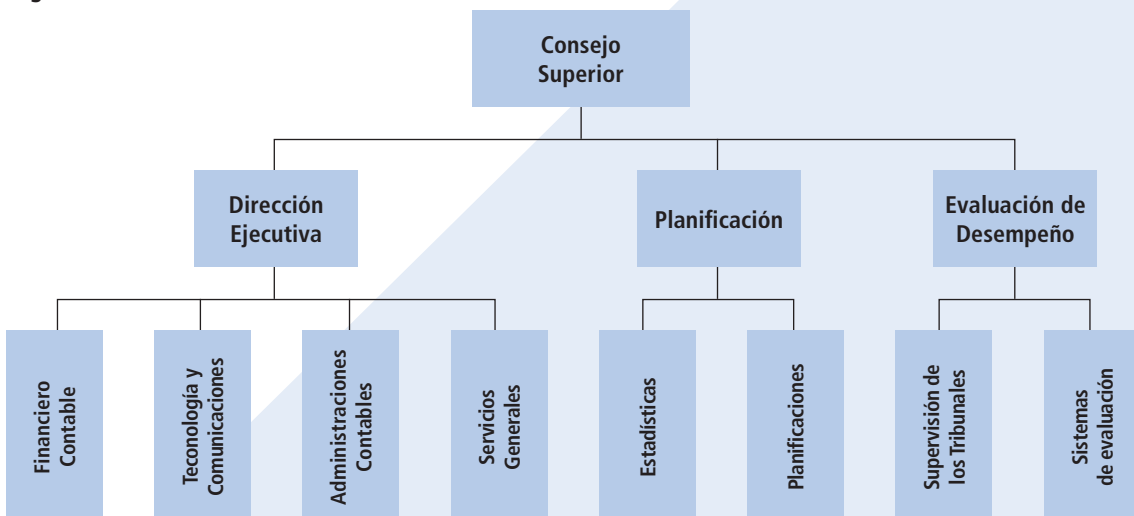 Consejo
Superior
Dirección
Ejecutiva
Planificación
Evaluación de
Desempeño
Financiero
Contable
Teconología y
Comunicaciones
Administraciones
Contables
Servicios
Generales
Estadísticas
Planificaciones
Supervisión de
los Tribunales
Sistemas
de evaluación